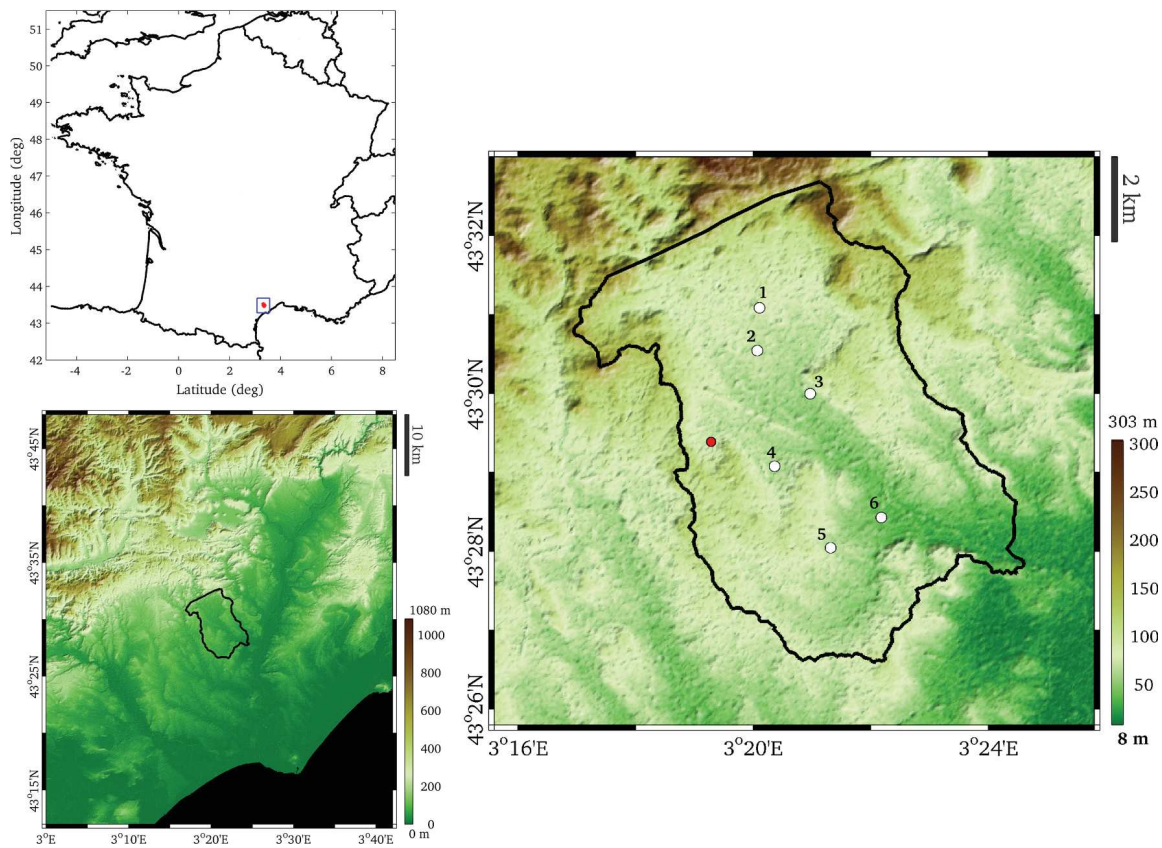 51
50
49
48
47
46
45
44
43
42
Longitude (deg)
-4 -2 0 2 4 6 8
Latitude (deg)
10 km
43°45'N
43°35'N
43°25'N
43°15'N
3°E 3°10'E 3°20'E 3°30'E 3°40'E
1080 m
1000
800
600
400
200
0
0 m
2 km
43°32'N
43°30'N
43°28'N
43°26'N
3°16'E 3°20'E 3°24'E
1
2
3
4
5
6
303 m
300
250
200
150
100
50
8 m